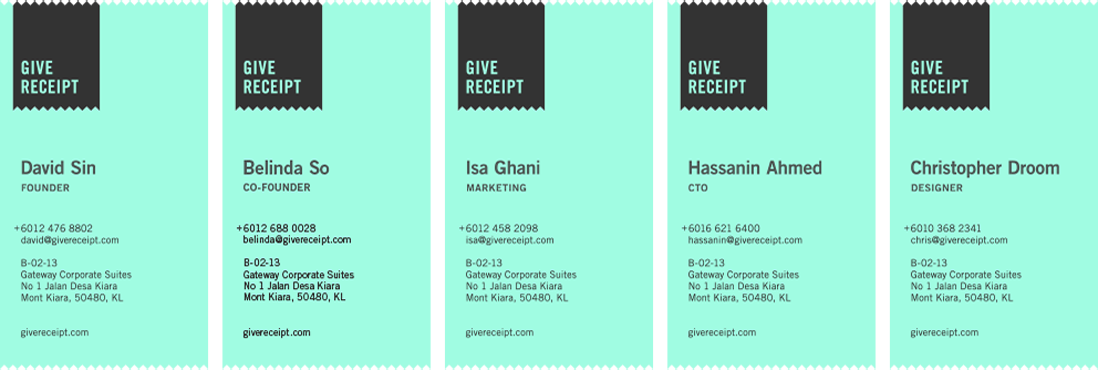 GIVE
RECEIPT
David Sin
FOUNDER
+6012 476 8802
david@givereceipt.com
B-02-13
Gateway Corporate Suites
No 1 Jalan Desa Kiara
Mont Kiara, 50480, KL
givereceipt.com
GIVE
RECEIPT
Belinda So
CO-FOUNDER
+6012 688 0028
belinda@givereceipt.com
B-02-13
Gateway Corporate Suites
No 1 Jalan Desa Kiara
Mont Kiara, 50480, KL
givereceipt.com
GIVE
RECEIPT
Isa Ghani
MARKETING
+6012 458 2098
isa@givereceipt.com
B-02-13
Gateway Corporate Suites
No 1 Jalan Desa Kiara
Mont Kiara, 50480, KL
givereceipt.com
GIVE
RECEIPT
Hassanin Ahmed
CTO
+6016 621 6400
hassanin@givereceipt.com
B-02-13
Gateway Corporate Suites
No 1 Jalan Desa Kiara
Mont Kiara, 50480, KL
givereceipt.com
GIVE
RECEIPT
Christopher Droom
DESIGNER
+6010 368 2341
chris@givereceipt.com
B-02-13
Gateway Corporate Suites
No 1 Jalan Desa Kiara
Mont Kiara, 50480, KL
givereceipt.com